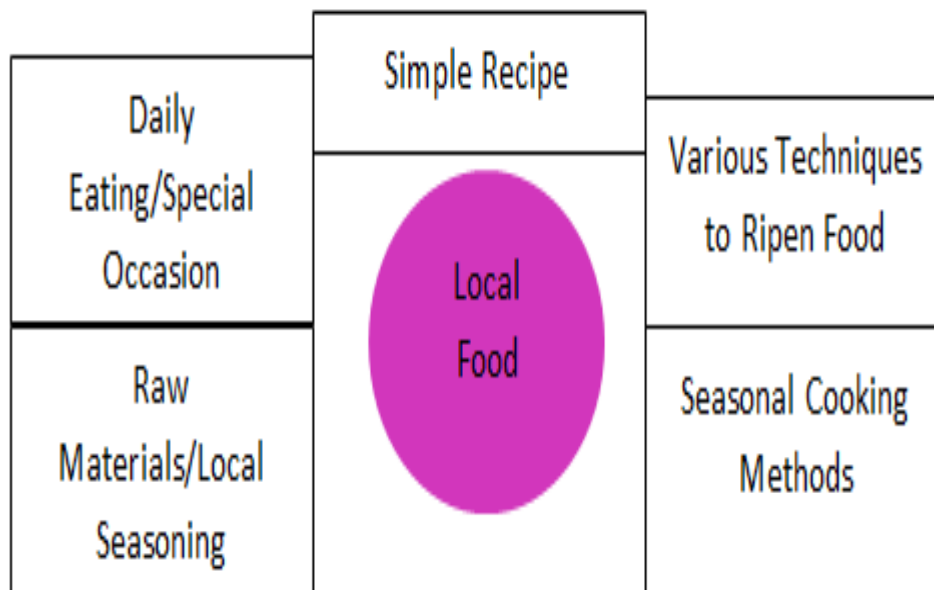 Simple Recipe
Daily
Eating/Special
Occasion
Various Techniques
to Ripen Food
Local
Food
Raw
Materials/Local
Seasoning
Seasonal Cooking
Methods